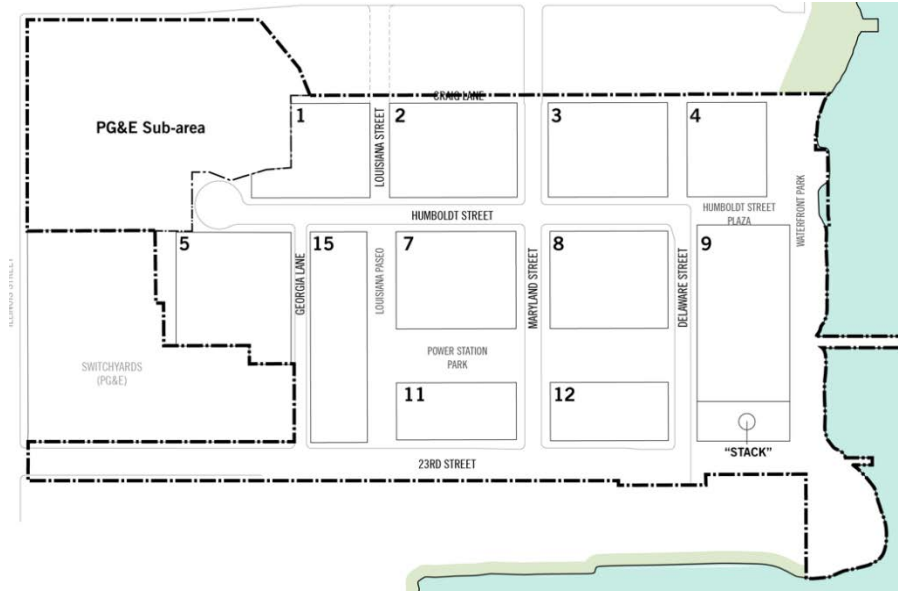 CRAIG LANE
PG&E Sub-area
1
LOUISIANA STREET
2
3
4
HUMBOLDT STREET
HUMBOLDT STREET
PLAZA
WATERFRONT PARK
5
GEORGIA LANE
15
LOUISIANA PASEO
7
MARYLAND STREET
8
DELAWARE STREET
9
SWITCHYARDS
(PG&E)
POWER STATION
PARK
11
12
"STACK"
23RD STREET